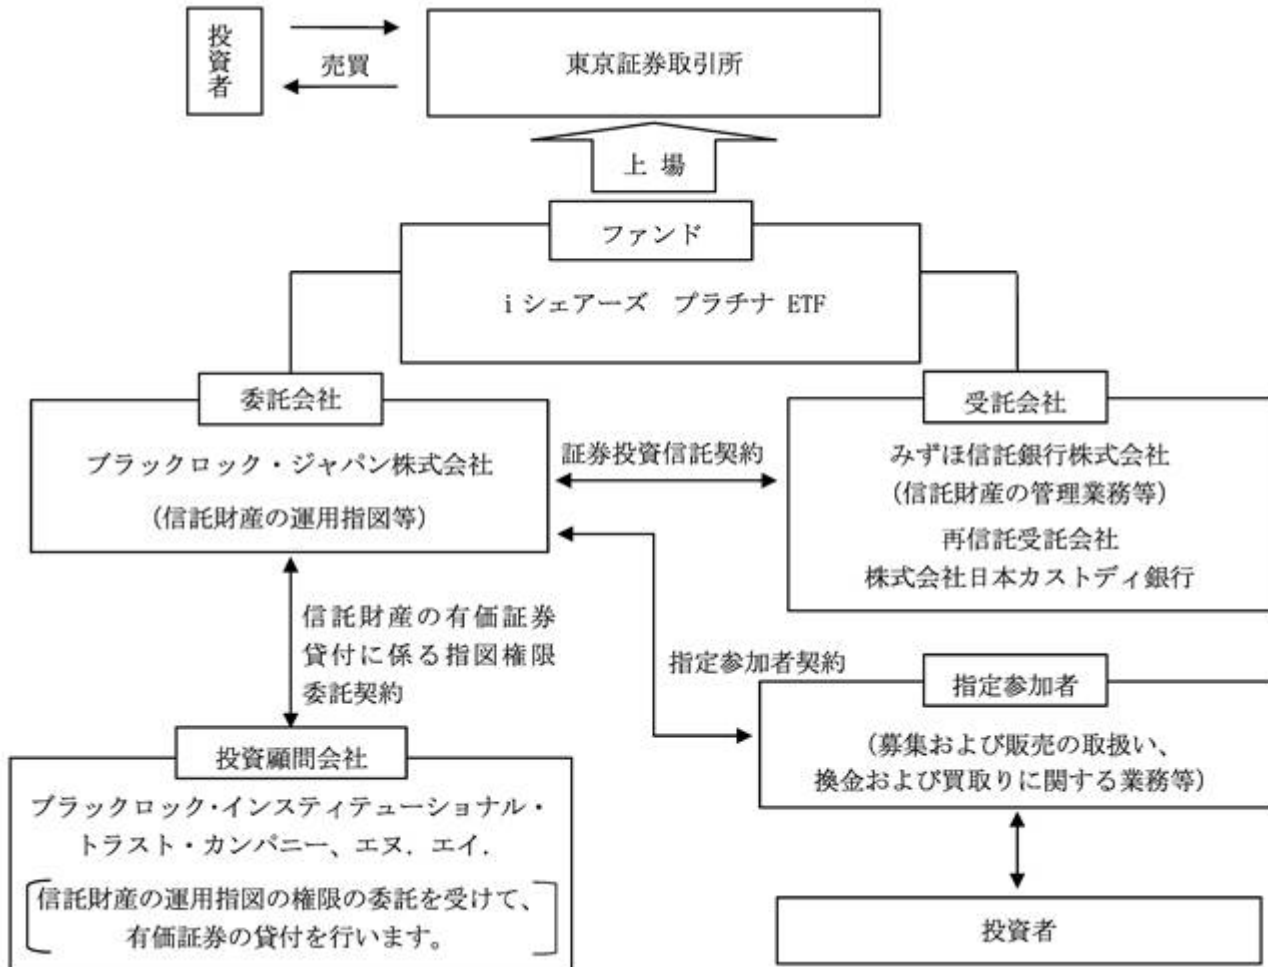 投資者
売買
東京証券取引所
上 場
ファンド
i シェアーズ　プラチナ ETF
委託会社
ブラックロック・ジャパン株式会社
(信託財産の運用指図等)
証券投資信託契約
受託会社
みずほ信託銀行株式会社
(信託財産の管理業務等)
再信託受託会社
株式会社日本カストディ銀行
信託財産の有価証券
貸付に係る指図権限
委託契約
指定参加者契約
指定参加者
(募集および販売の取扱い、
換金および買取りに関する業務等)
投資顧問会社
ブラックロック・インスティテューショナル・
トラスト・カンパニー、エヌ．エイ．
信託財産の運用指図の権限の委託を受けて、
有価証券の貸付を行います。
投資者